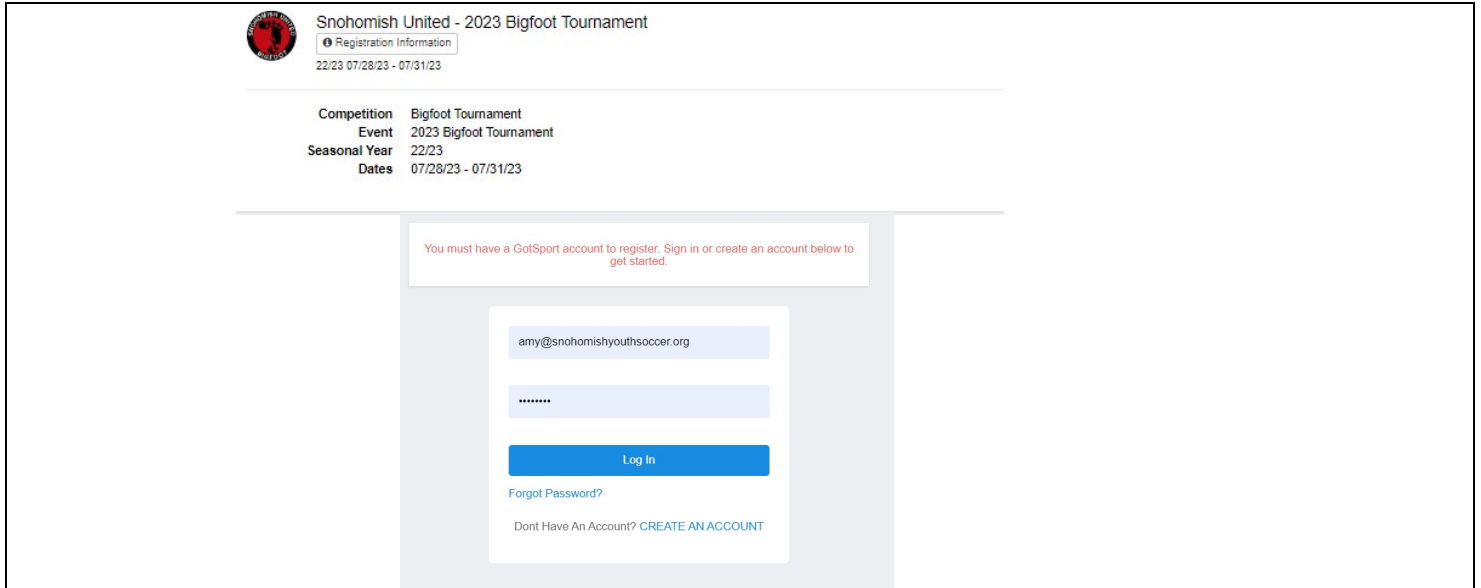 SNOHOMISH UNITED
BIGFOOT
Snohomish United - 2023 Bigfoot Tournament
Registration Information
22/23 07/28/23 - 07/31/23
Competition Bigfoot Tournament
Event 2023 Bigfoot Tournament
Seasonal Year 22/23
Dates 07/28/23 - 07/31/23
You must have a GotSport account to register. Sign in or create an account below to
get started.
amy@snohomishyouthsoccer.org
••••••••
Log In
Forgot Password?
Dont Have An Account? CREATE AN ACCOUNT